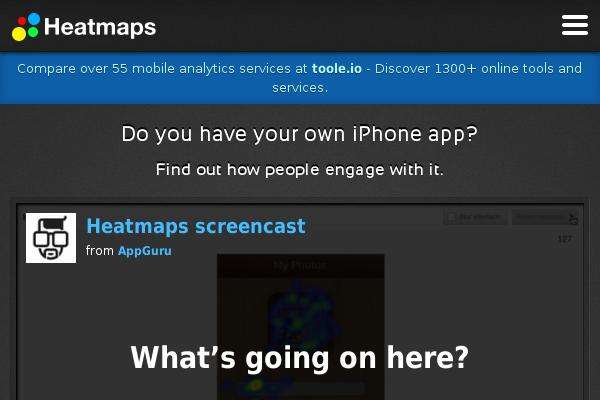 Heatmaps
Compare over 55 mobile analytics services at toole.io - Discover 1300+ online tools and
services.
Do you have your own iPhone app?
Find out how people engage with it.
Heatmaps screencast
from AppGuru
127
My Photos
What's going on here?